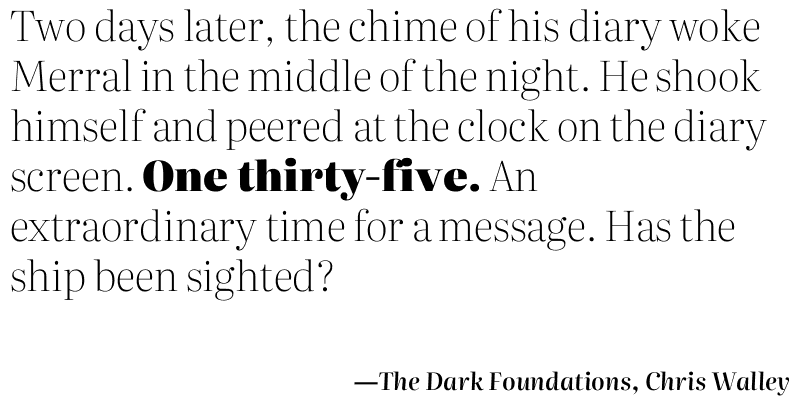 Two days later, the chime of his diary woke
Merral in the middle of the night. He shook
himself and peered at the clock on the diary
screen. One thirty-five. An
extraordinary time for a message. Has the
ship been sighted?
—The Dark Foundations, Chris Walley